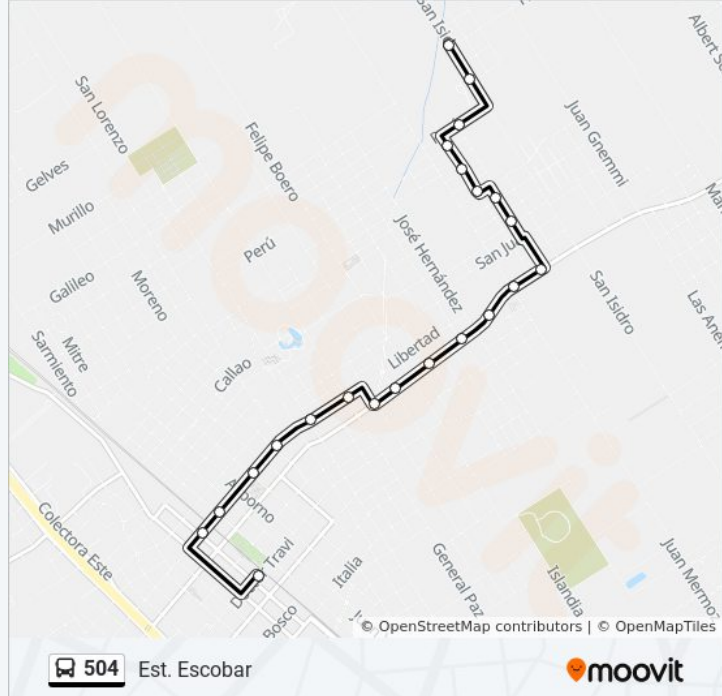 San Isid
Albert S
San Lorenzo
Juan Gnemmi
Felipe Boero
Gelves
Murillo
José Hernández
Perú
San Ju
Galileo
Moreno
San Isidro
Las Ane
Libertad
Mitre
Sarmiento
Callao
Colectora Este
Travi
Italia
General Paz
Islandia
Juan Mermoz
Bosco
© OpenStreetMap contributors | © OpenMapTiles
504 Est. Escobar
moovit